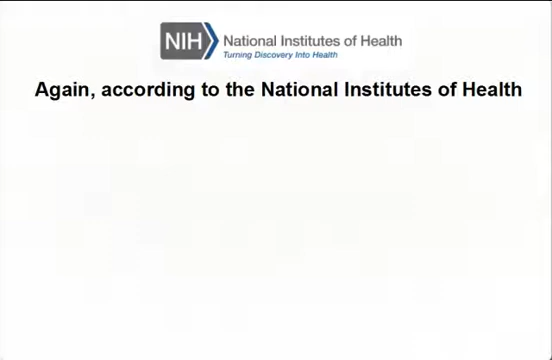 NIH National Institutes of Health
Turning Discovery Into Health
Again, according to the National Institutes of Health